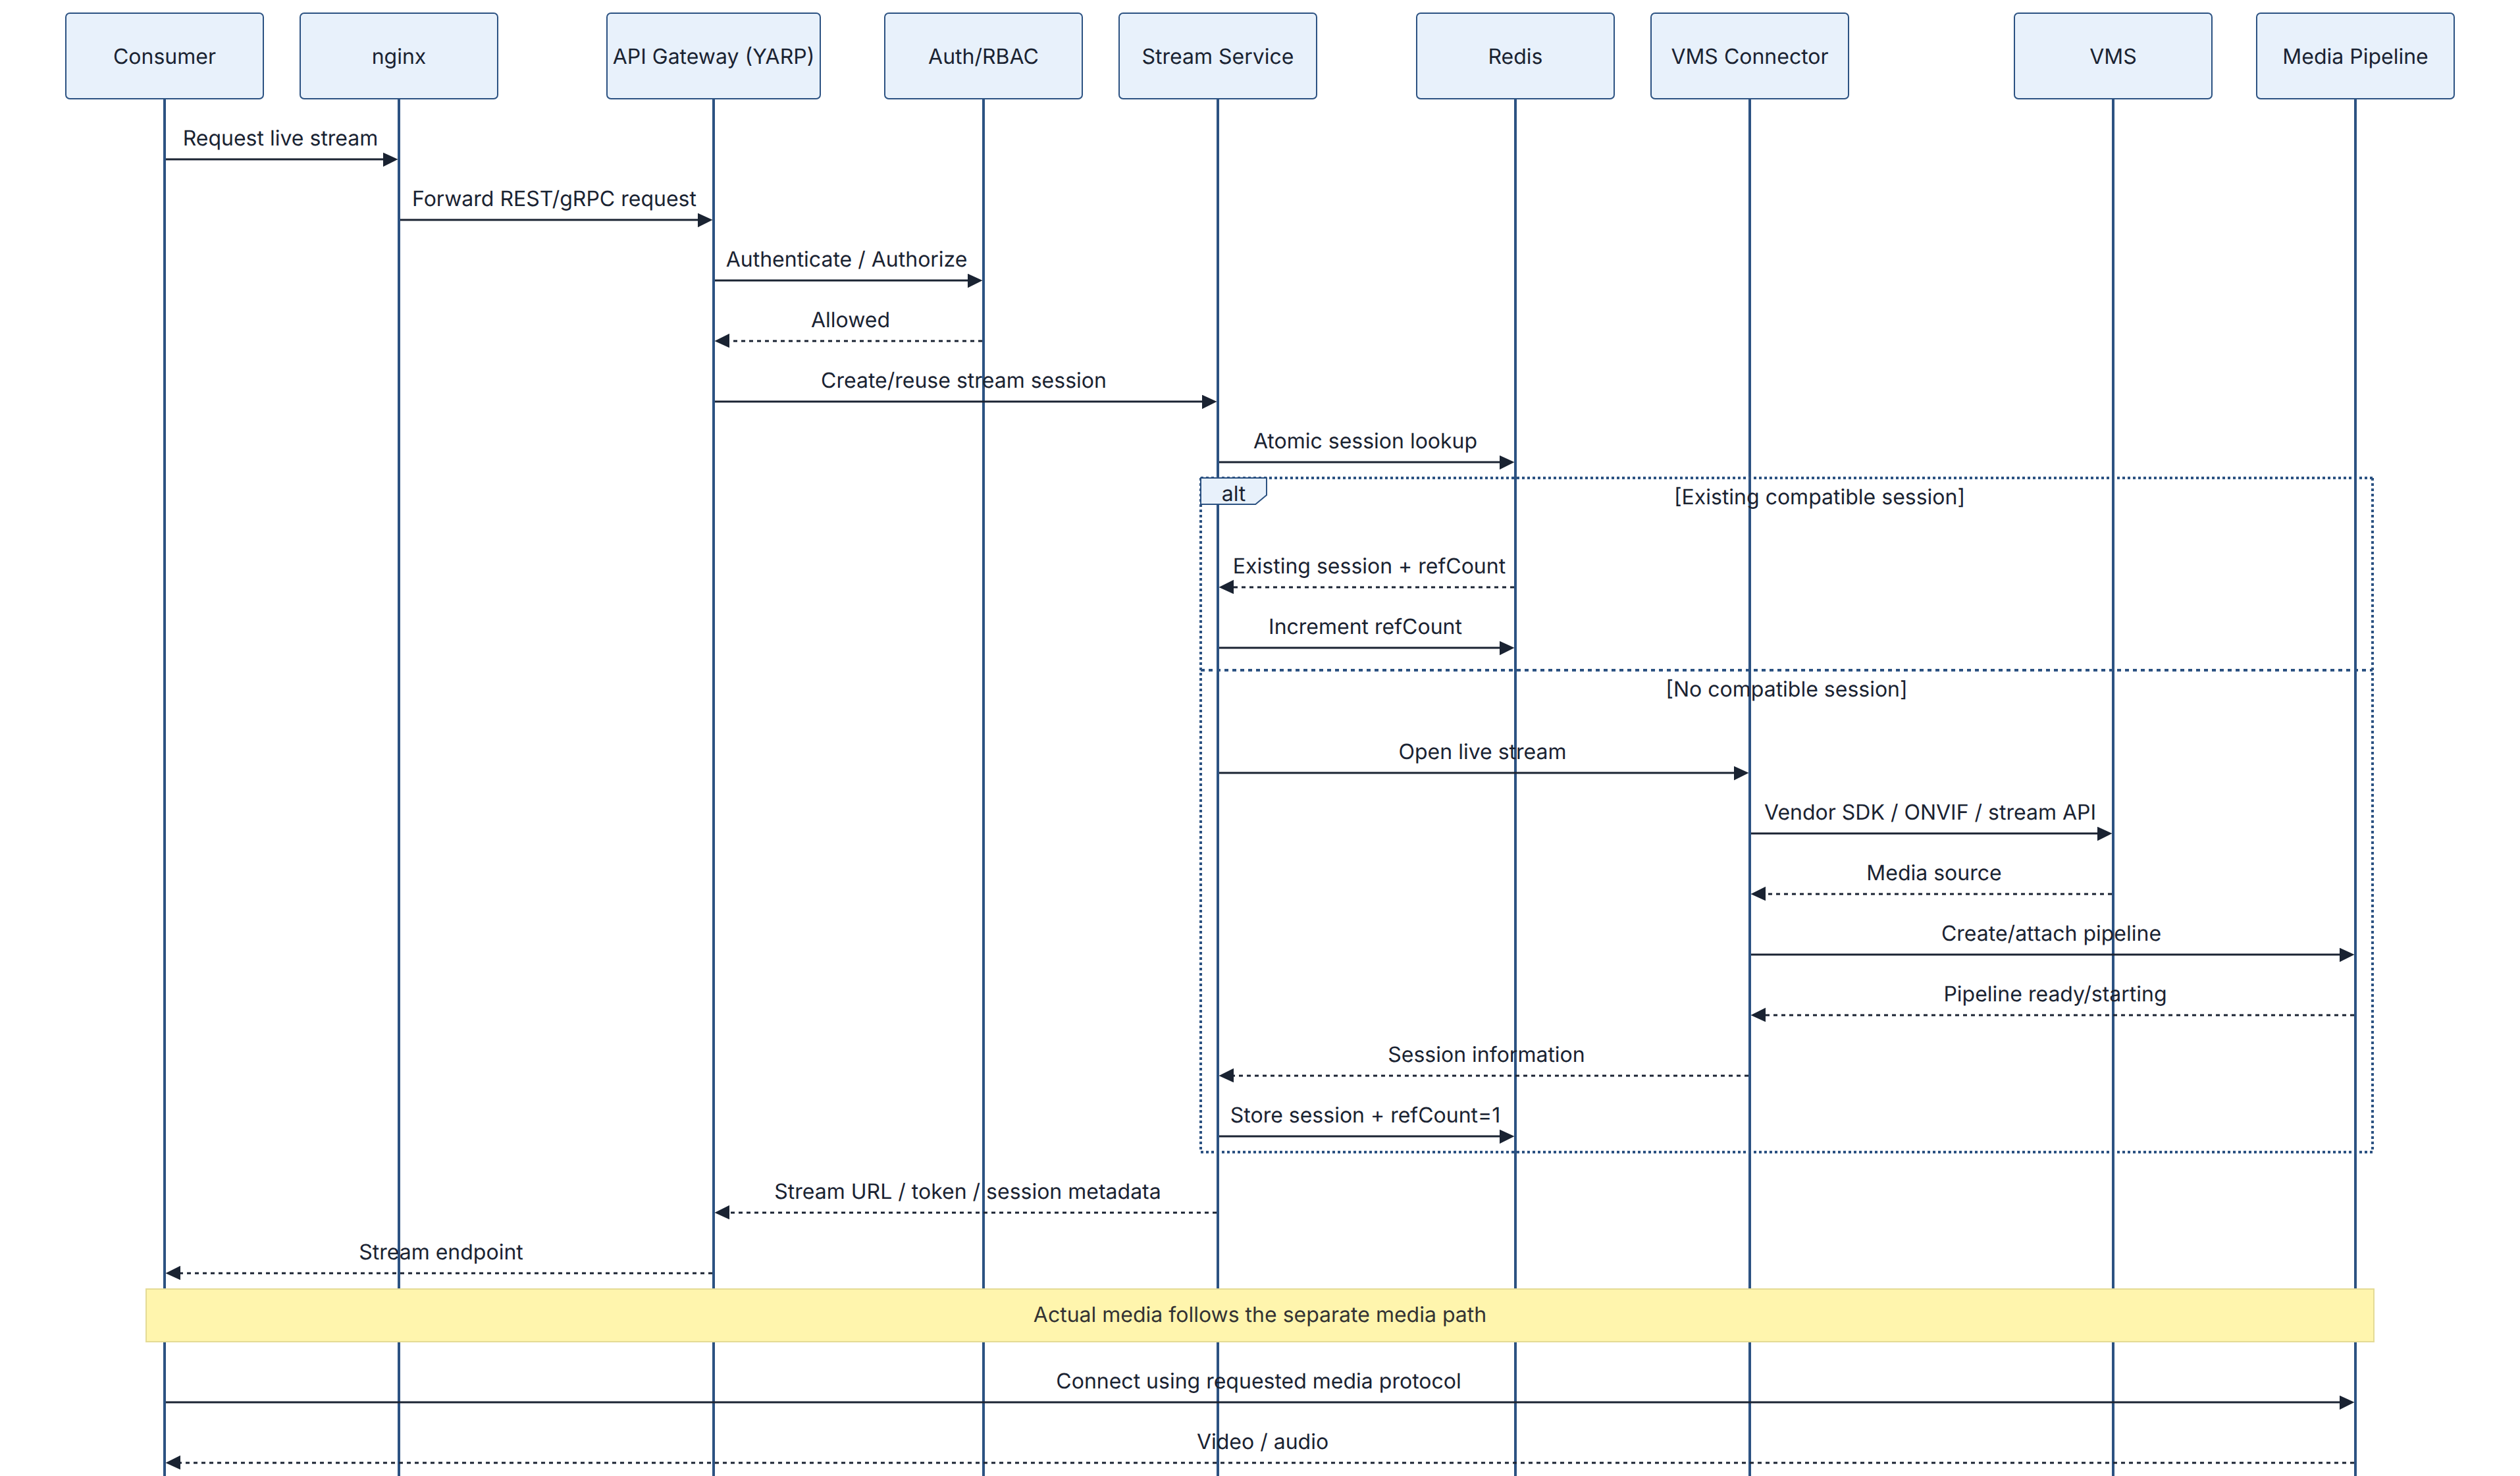 Consumer
nginx
API Gateway (YARP)
Auth/RBAC
Stream Service
Redis
VMS Connector
VMS
Media Pipeline
Request live stream
Forward REST/gRPC request
Authenticate / Authorize
Allowed
Create/reuse stream session
Atomic session lookup
alt
[Existing compatible session]
Existing session + refCount
Increment refCount
[No compatible session]
Open live stream
Vendor SDK / ONVIF / stream API
Media source
Create/attach pipeline
Pipeline ready/starting
Session information
Store session + refCount=1
Stream URL / token / session metadata
Stream endpoint
Actual media follows the separate media path
Connect using requested media protocol
Video / audio